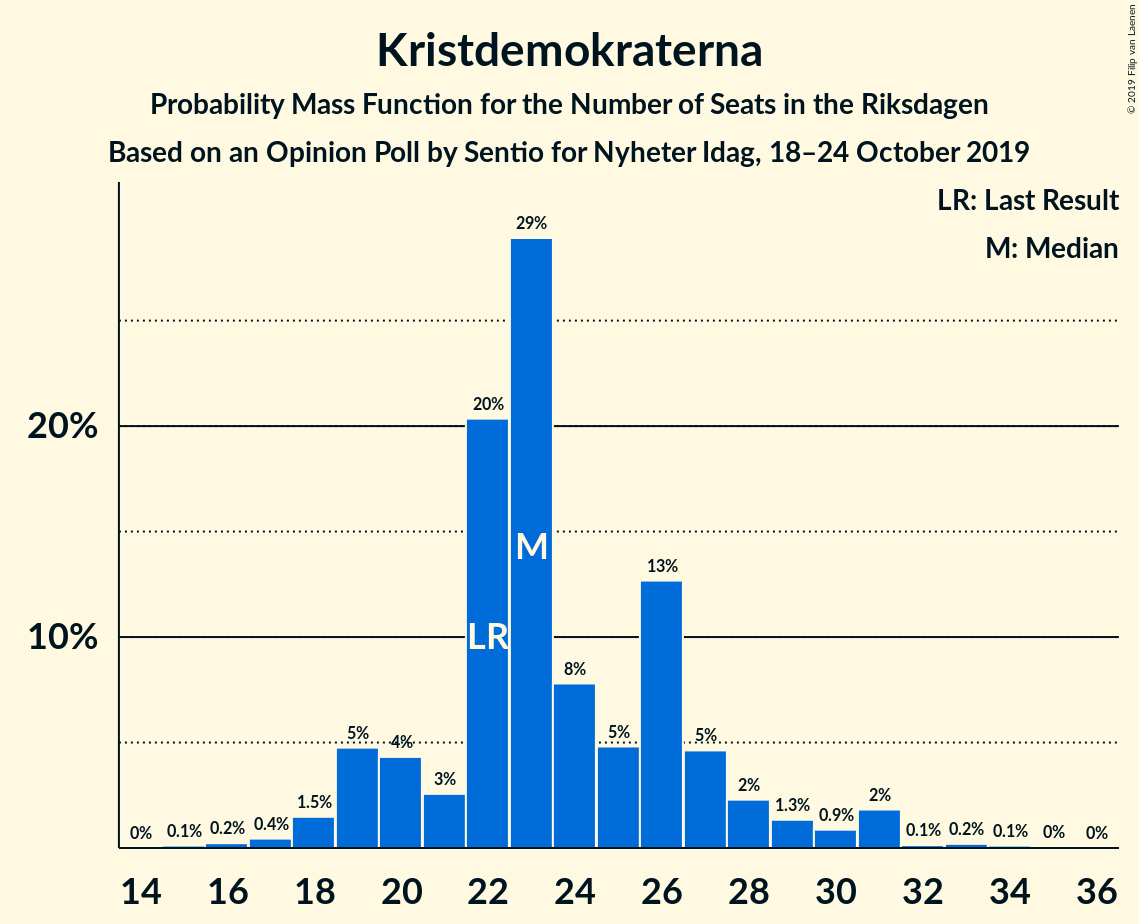 Kristdemokraterna
Probability Mass Function for the Number of Seats in the Riksdagen
Based on an Opinion Poll by Sentio for Nyheter Idag, 18–24 October 2019
© 2019 Filip van Laenen
LR: Last Result
M: Median
20%
10%
0%
0.1%
0.2%
0.4%
1.5%
5%
4%
3%
20%
29%
8%
5%
13%
5%
2%
1.3%
0.9%
2%
0.1%
0.2%
0.1%
0%
0%
LR
M
14 16 18 20 22 24 26 28 30 32 34 36